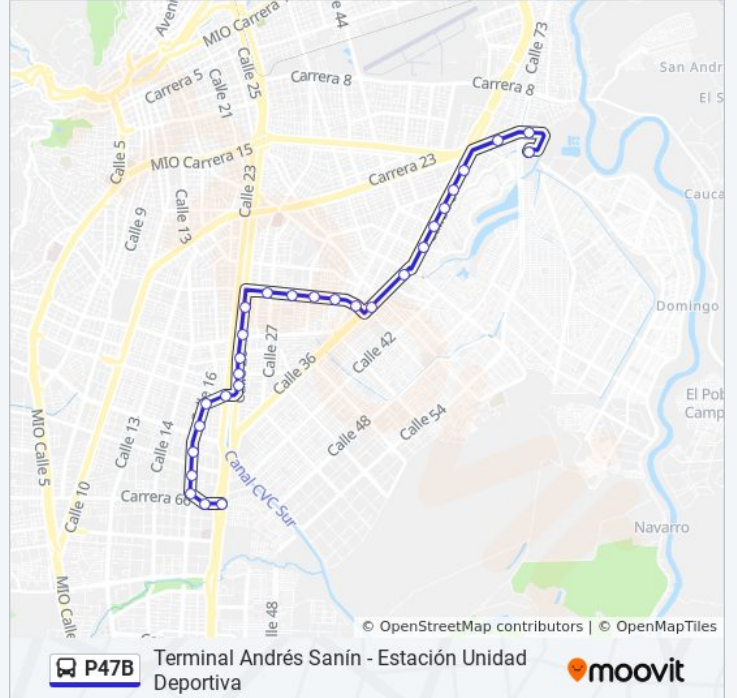 MIO Carrera 1
Calle 44
Calle 73
Calle 25
Carrera 8
Carrera 8
San Andr
Carrera 5
Calle 21
El S
Calle 5
MIO Carrera 15
Carrera 23
Calle 23
Cauca
Calle 9
Calle 13
Domingo
Calle 27
Calle 42
Calle 36
16
El Pob
Camp
MIO Calle 5
Calle 13
Calle 14
Calle 48
Calle 54
Canal CVC Sur
Calle 10
Carrera 66
Navarro
MIO Calle
lle 48
© OpenStreetMap contributors | © OpenMapTiles
P47B
Terminal Andrés Sanín - Estación Unidad
Deportiva
moovit